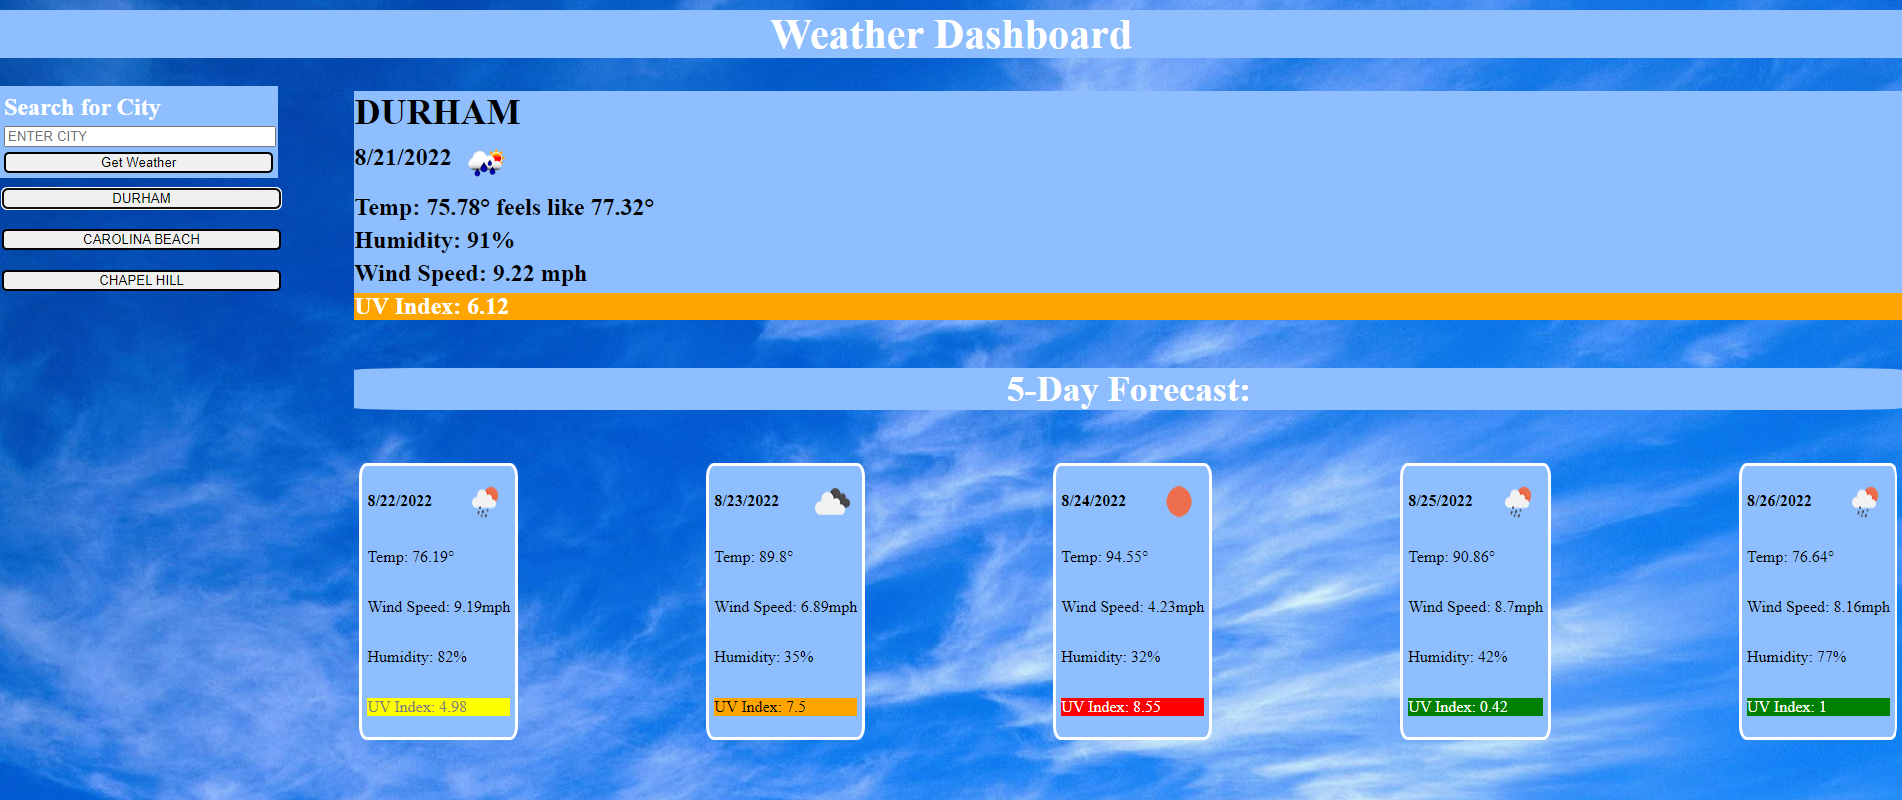 Weather Dashboard
Search for City
ENTER CITY
Get Weather
DURHAM
CAROLINA BEACH
CHAPEL HILL
DURHAM
8/21/2022
Temp: 75.78° feels like 77.32°
Humidity: 91%
Wind Speed: 9.22 mph
UV Index: 6.12
5-Day Forecast:
8/22/2022
Temp: 76.19°
Wind Speed: 9.19mph
Humidity: 82%
UV Index: 4.98
8/23/2022
Temp: 89.8°
Wind Speed: 6.89mph
Humidity: 35%
UV Index: 7.5
8/24/2022
Temp: 94.55°
Wind Speed: 4.23mph
Humidity: 32%
UV Index: 8.55
8/25/2022
Temp: 90.86°
Wind Speed: 8.7mph
Humidity: 42%
UV Index: 0.42
8/26/2022
Temp: 76.64°
Wind Speed: 8.16mph
Humidity: 77%
UV Index: 1